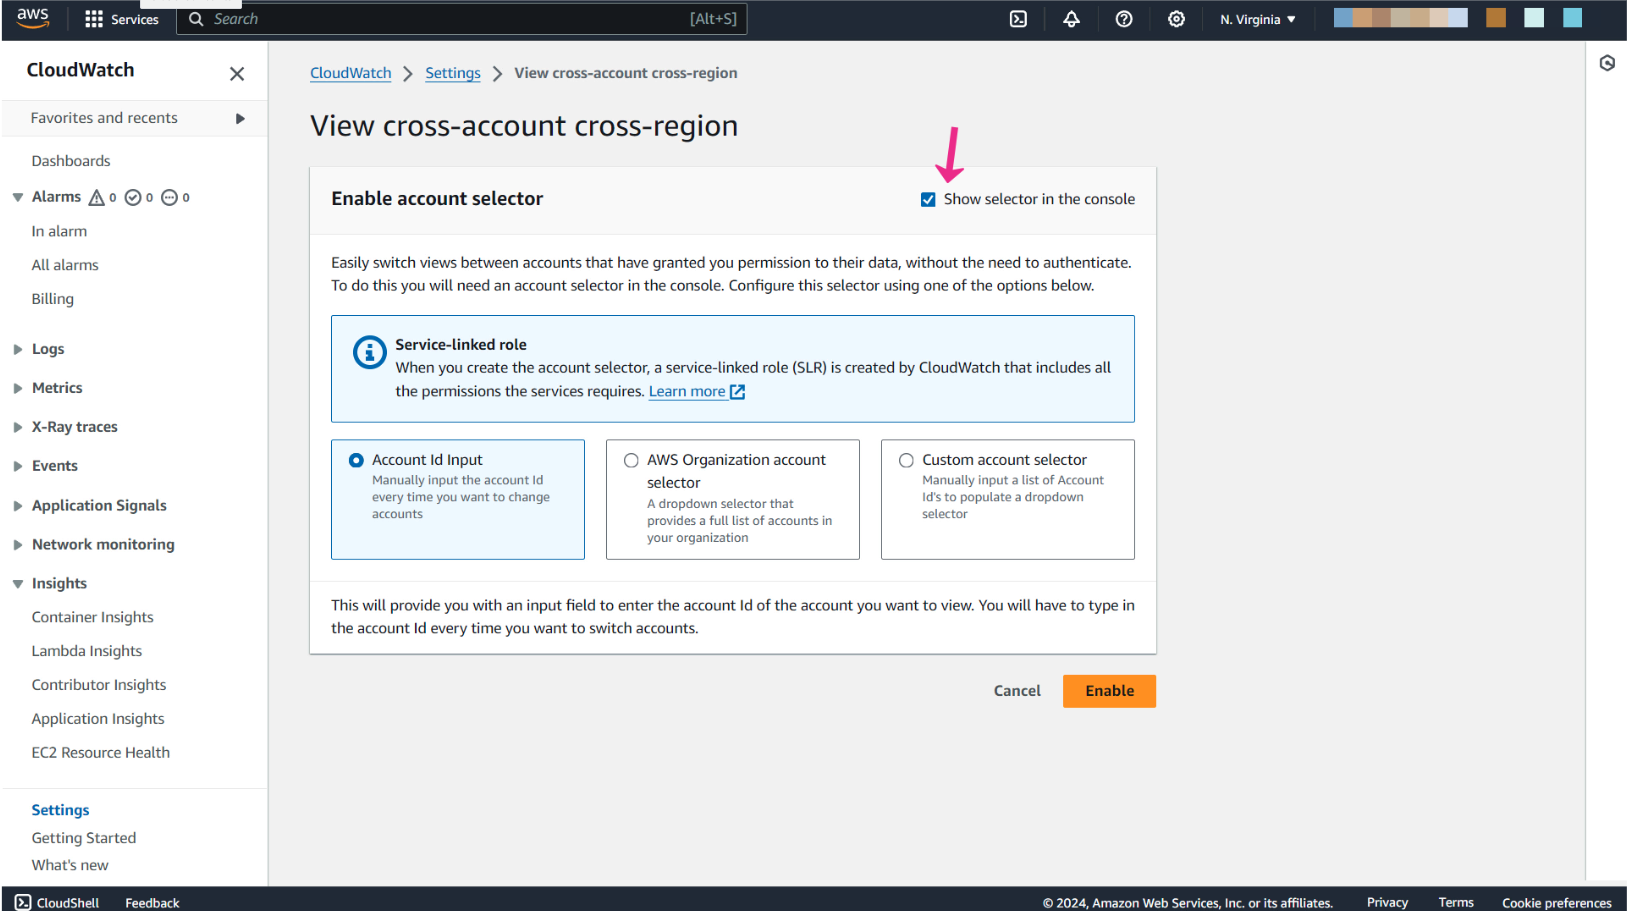 aws
Services
Search
[Alt+S]
N. Virginia
CloudWatch
Favorites and recents
Dashboards
Alarms 0 0 0
In alarm
All alarms
Billing
Logs
Metrics
X-Ray traces
Events
Application Signals
Network monitoring
Insights
Container Insights
Lambda Insights
Contributor Insights
Application Insights
EC2 Resource Health
Settings
Getting Started
What's new
CloudWatch > Settings > View cross-account cross-region
View cross-account cross-region
Enable account selector
Show selector in the console
Easily switch views between accounts that have granted you permission to their data, without the need to authenticate.
To do this you will need an account selector in the console. Configure this selector using one of the options below.
Service-linked role
When you create the account selector, a service-linked role (SLR) is created by CloudWatch that includes all
the permissions the services requires. Learn more
Account Id Input
Manually input the account Id
every time you want to change
accounts
AWS Organization account
selector
A dropdown selector that
provides a full list of accounts in
your organization
Custom account selector
Manually input a list of Account
Id's to populate a dropdown
selector
This will provide you with an input field to enter the account Id of the account you want to view. You will have to type in
the account Id every time you want to switch accounts.
Cancel
Enable
CloudShell
Feedback
© 2024, Amazon Web Services, Inc. or its affiliates.
Privacy
Terms
Cookie preferences